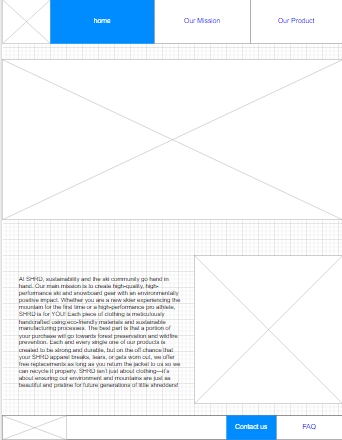 home
Our Mission
Our Product
At SHRD, sustainability and the ski community go hand in
hand. Our main mission is to create high-quality, high-
performance ski and snowboard gear with an environmentally
positive impact. Whether you are a new skier experiencing the
mountain for the first time or a high-performance pro athlete,
SHRD is for YOU! Each piece of clothing is meticulously
handcrafted using eco-friendly materials and sustainable
manufacturing processes. The best part is that a portion of
your purchase will go towards forest preservation and wildfire
prevention. Each and every single one of our products is
created to be strong and durable, but on the off chance that
your SHRD apparel breaks, tears, or gets worn out, we offer
free replacements as long as you return the jacket to us so we
can recycle it properly. SHRD isn't just about clothing—it's
about ensuring our environment and mountains are just as
beautiful and pristine for future generations of little shredders!
Contact us
FAQ